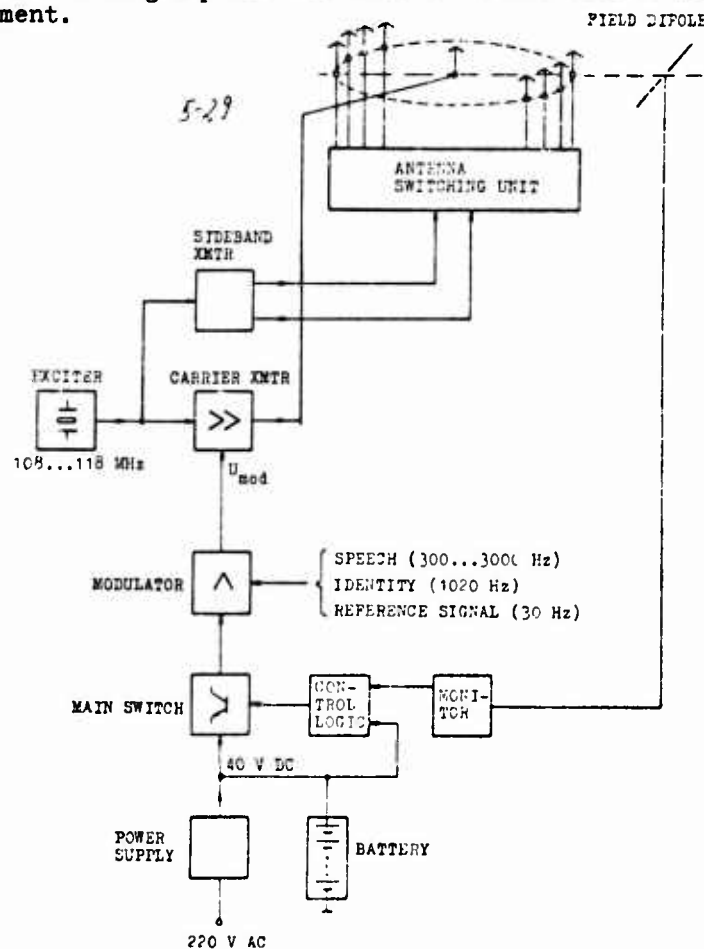 ment.
FIELD DIPOLE
5-29
ANTENNA
SWITCHING UNIT
SIDEBAND
XMTR
EXCITER
CARRIER XMTR
108...118 MHz
U mod
SPEECH (300...3000 Hz)
MODULATOR
IDENTITY (1020 Hz)
REFERENCE SIGNAL (30 Hz)
CON-
TROL
LOGIC
MONI-
TOR
MAIN SWITCH
40 V DC
POWER
SUPPLY
BATTERY
220 V AC